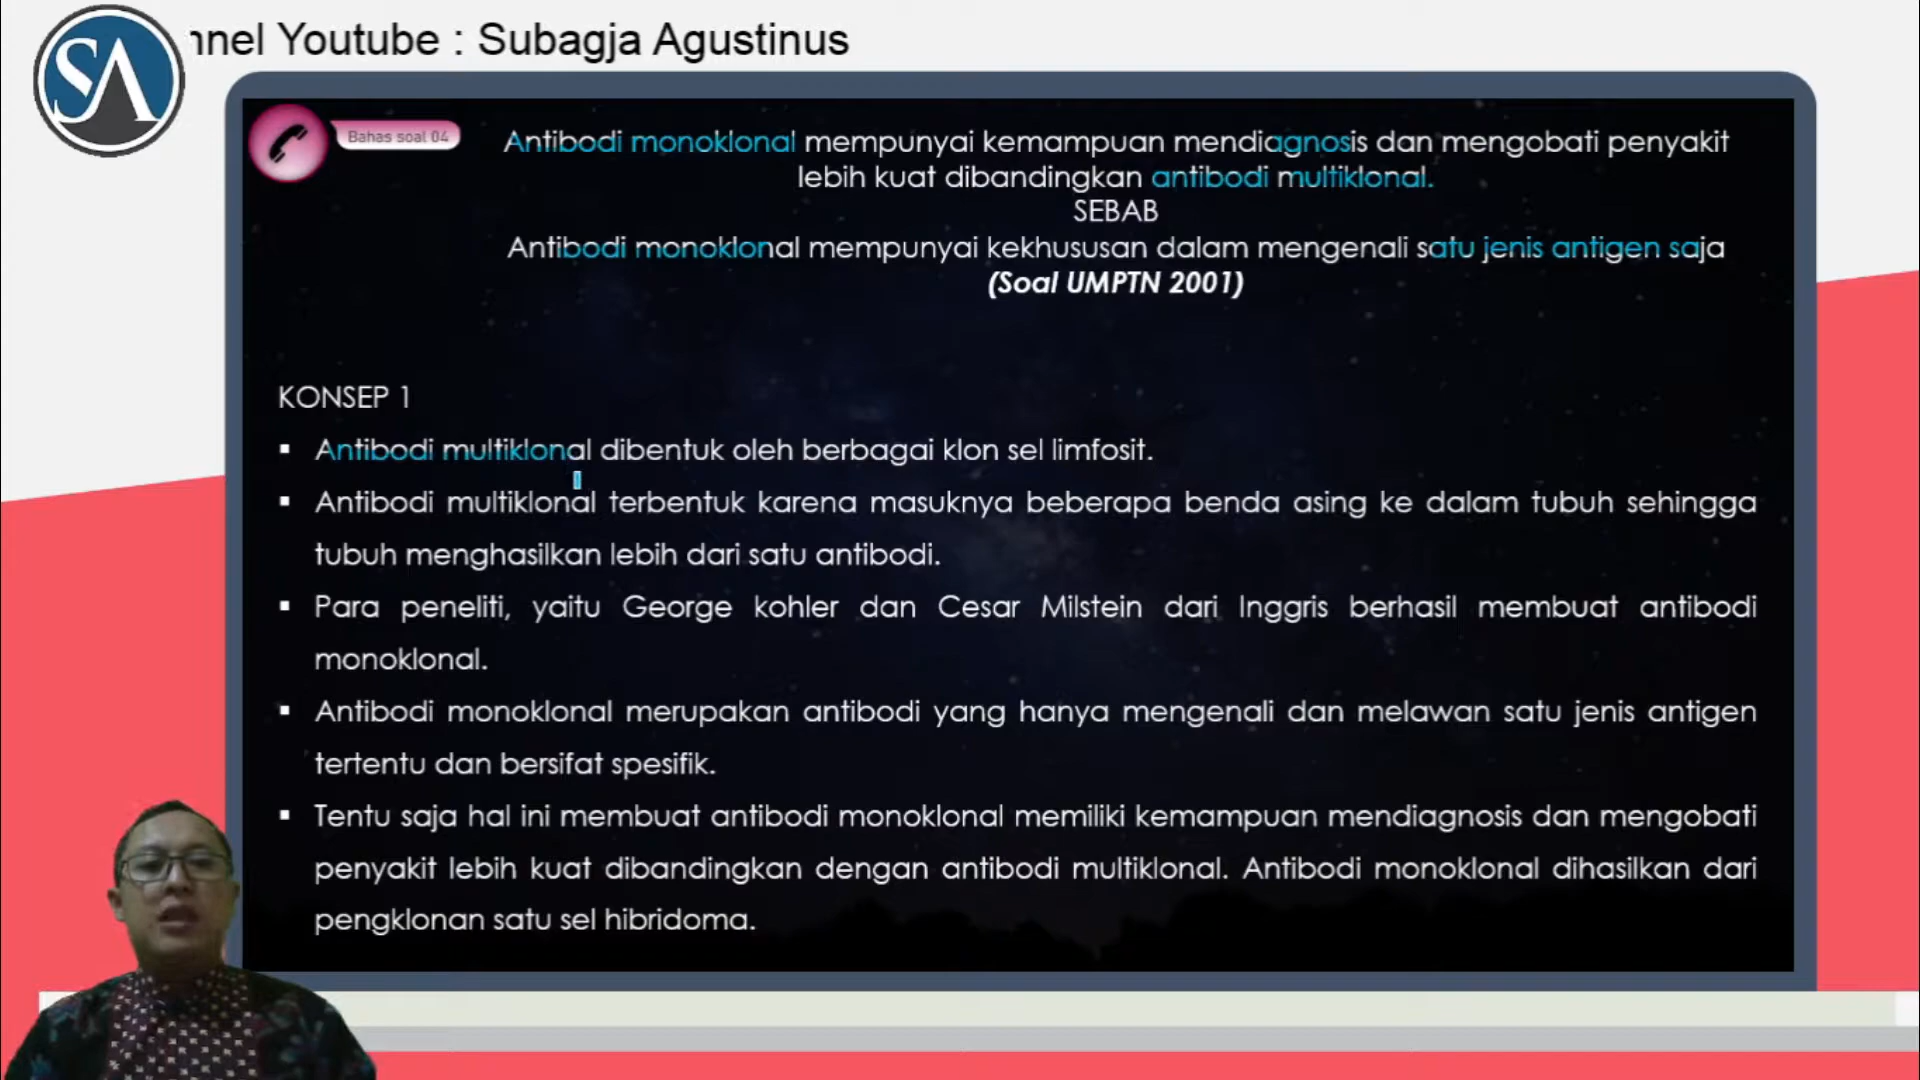 nnel Youtube : Subagja Agustinus
SA
Bahas soal 04
Antibodi monoklonal mempunyai kemampuan mendiagnosis dan mengobati penyakit
lebih kuat dibandingkan antibodi multiklonal.
SEBAB
Antibodi monoklonal mempunyai kekhususan dalam mengenali satu jenis antigen saja
(Soal UMPTN 2001)
KONSEP 1
▪ Antibodi multiklonal dibentuk oleh berbagai klon sel limfosit.
▪ Antibodi multiklonal terbentuk karena masuknya beberapa benda asing ke dalam tubuh sehingga
tubuh menghasilkan lebih dari satu antibodi.
▪ Para peneliti, yaitu George kohler dan Cesar Milstein dari Inggris berhasil membuat antibodi
monoklonal.
▪ Antibodi monoklonal merupakan antibodi yang hanya mengenali dan melawan satu jenis antigen
tertentu dan bersifat spesifik.
▪ Tentu saja hal ini membuat antibodi monoklonal memiliki kemampuan mendiagnosis dan mengobati
penyakit lebih kuat dibandingkan dengan antibodi multiklonal. Antibodi monoklonal dihasilkan dari
pengklonan satu sel hibridoma.